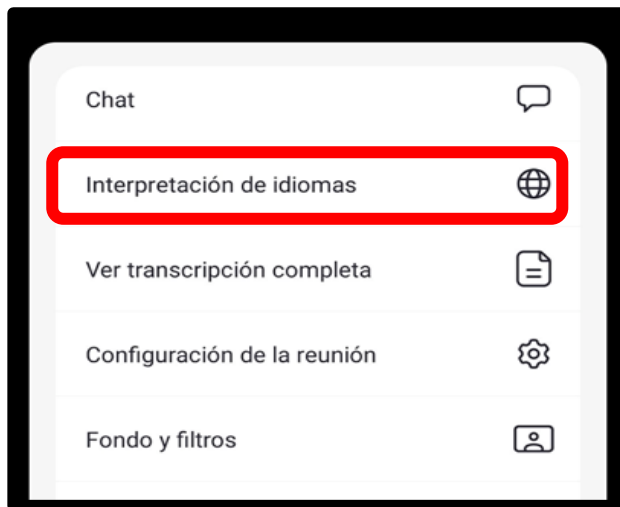 Chat
Interpretación de idiomas
Ver transcripción completa
Configuración de la reunión
Fondo y filtros